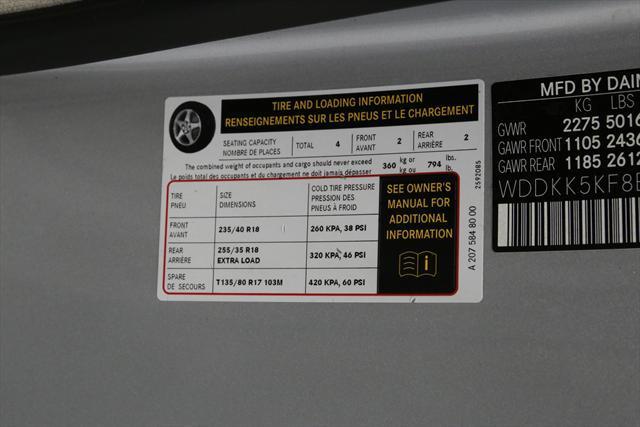 TIRE AND LOADING INFORMATION
RENSEIGNEMENTS SUR LES PNEUS ET LE CHARGEMENT
SEATING CAPACITY
NOMBRE DE PLACES
TOTAL 4
FRONT
AVANT
2
REAR
ARRIÈRE
2
The combined weight of occupants and cargo should never exceed
Le poids total des occupants et du chargement ne doit jamais dépasser
360 kg or
kg ou
794 lbs.
lb.
TIRE
PNEU
SIZE
DIMENSIONS
COLD TIRE PRESSURE
PRESSION DES
PNEUS À FROID
FRONT
AVANT
235/40 R18
260 KPA, 38 PSI
REAR
ARRIÈRE
255/35 R18
EXTRA LOAD
320 KPA, 46 PSI
SPARE
DE SECOURS
T135/80 R17 103M
420 KPA, 60 PSI
SEE OWNER'S
MANUAL FOR
ADDITIONAL
INFORMATION
2592085
A 207 584 80 00
MFD BY DAIM
KG LBS
GVWR 2275 5016
GAWR FRONT 1105 2436
GAWR REAR 1185 2612
WDDKK5KF8